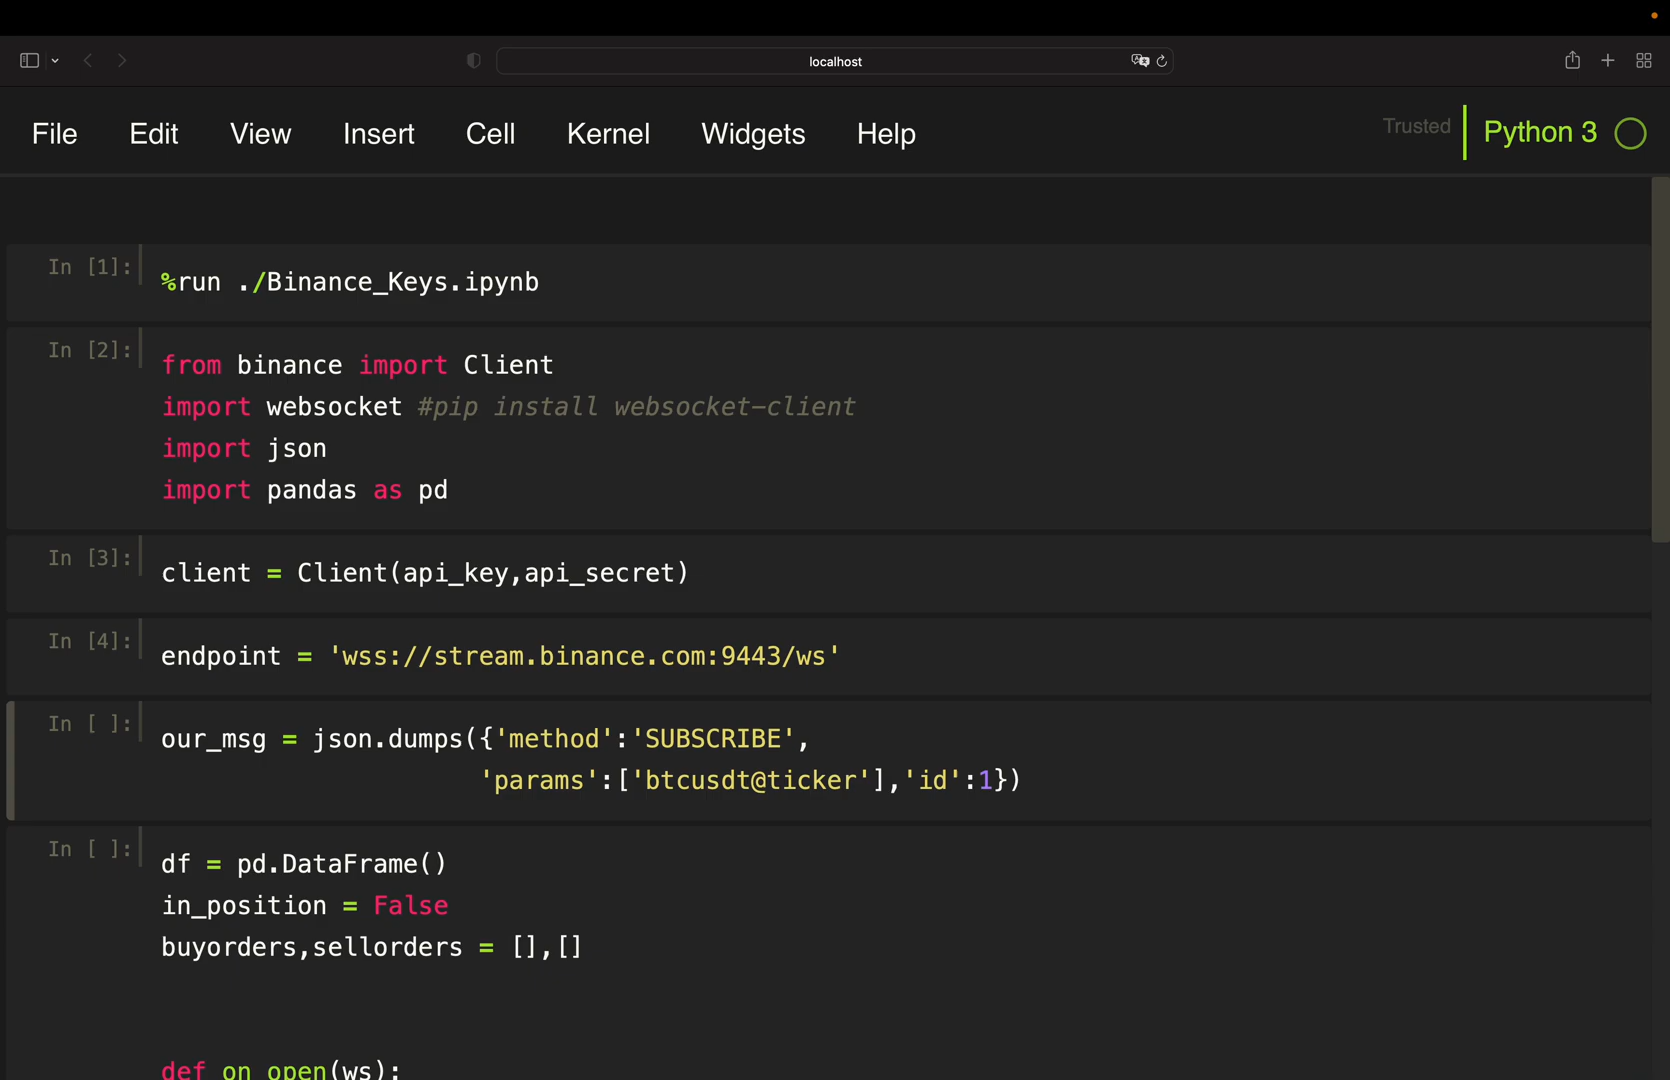 localhost
File Edit View Insert Cell Kernel Widgets Help Trusted Python 3
In [1]: %run ./Binance_Keys.ipynb
In [2]: from binance import Client
import websocket #pip install websocket-client
import json
import pandas as pd
In [3]: client = Client(api_key,api_secret)
In [4]: endpoint = 'wss://stream.binance.com:9443/ws'
In [ ]: our_msg = json.dumps({'method':'SUBSCRIBE',
'params':['btcusdt@ticker'],'id':1})
In [ ]: df = pd.DataFrame()
in_position = False
buyorders,sellorders = [],[]
def on_open(ws):